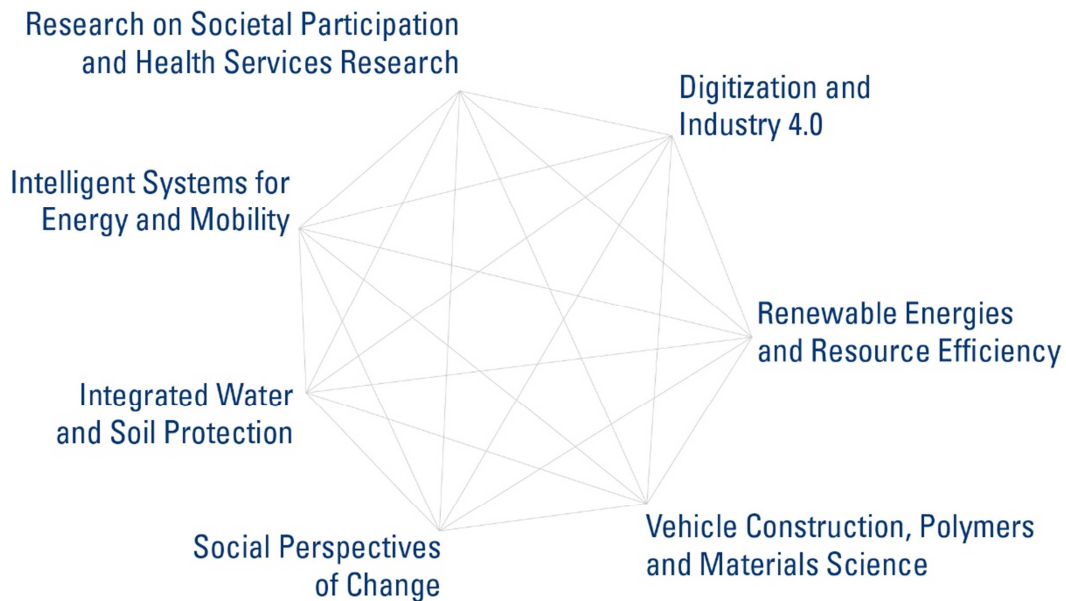 Research on Societal Participation
and Health Services Research
Digitization and
Industry 4.0
Intelligent Systems for
Energy and Mobility
Renewable Energies
and Resource Efficiency
Integrated Water
and Soil Protection
Vehicle Construction, Polymers
and Materials Science
Social Perspectives
of Change